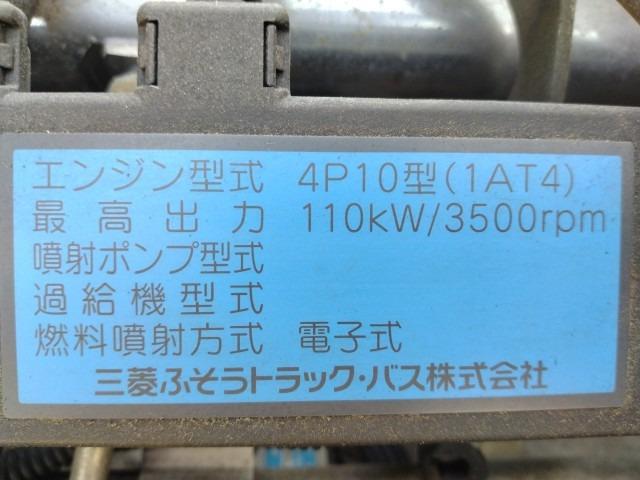 エンジン型式 4P10型(1AT4)
最高出力 110kW/3500rpm
噴射ポンプ型式
過給機型式
燃料噴射方式 電子式
三菱ふそうトラック・バス株式会社